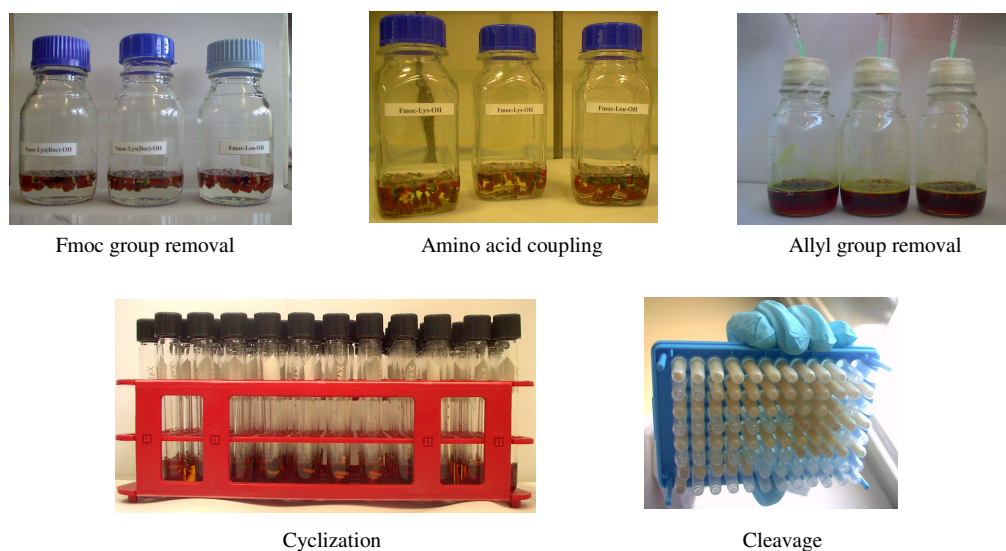 Fmoc-Lys(Boc)-OH
Fmoc-Lys(Boc)-OH
Fmoc-Leu-OH
Fmoc-Lys-OH
Fmoc-Lys-OH
Fmoc-Leu-OH
Fmoc group removal
Amino acid coupling
Allyl group removal
Cyclization
Cleavage